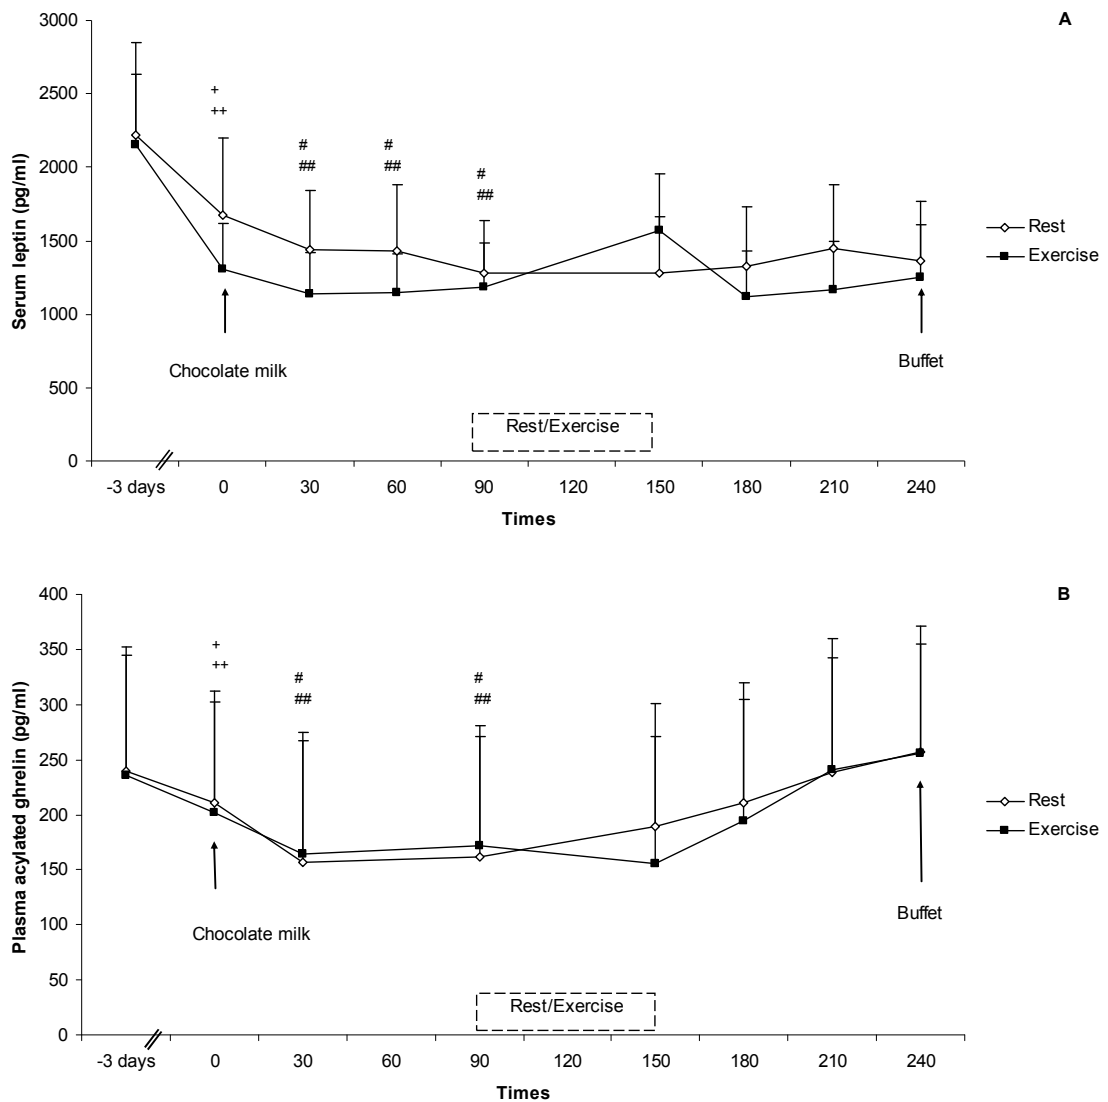 A
3000
2500
2000
1500
1000
500
0
Serum leptin (pg/ml)
+
++
#
##
#
##
#
##
Chocolate milk
Buffet
Rest/Exercise
Rest
Exercise
-3 days 0 30 60 90 120 150 180 210 240
Times
B
400
350
300
250
200
150
100
50
0
Plasma acylated ghrelin (pg/ml)
+
++
#
##
#
##
Chocolate milk
Buffet
Rest/Exercise
Rest
Exercise
-3 days 0 30 60 90 120 150 180 210 240
Times